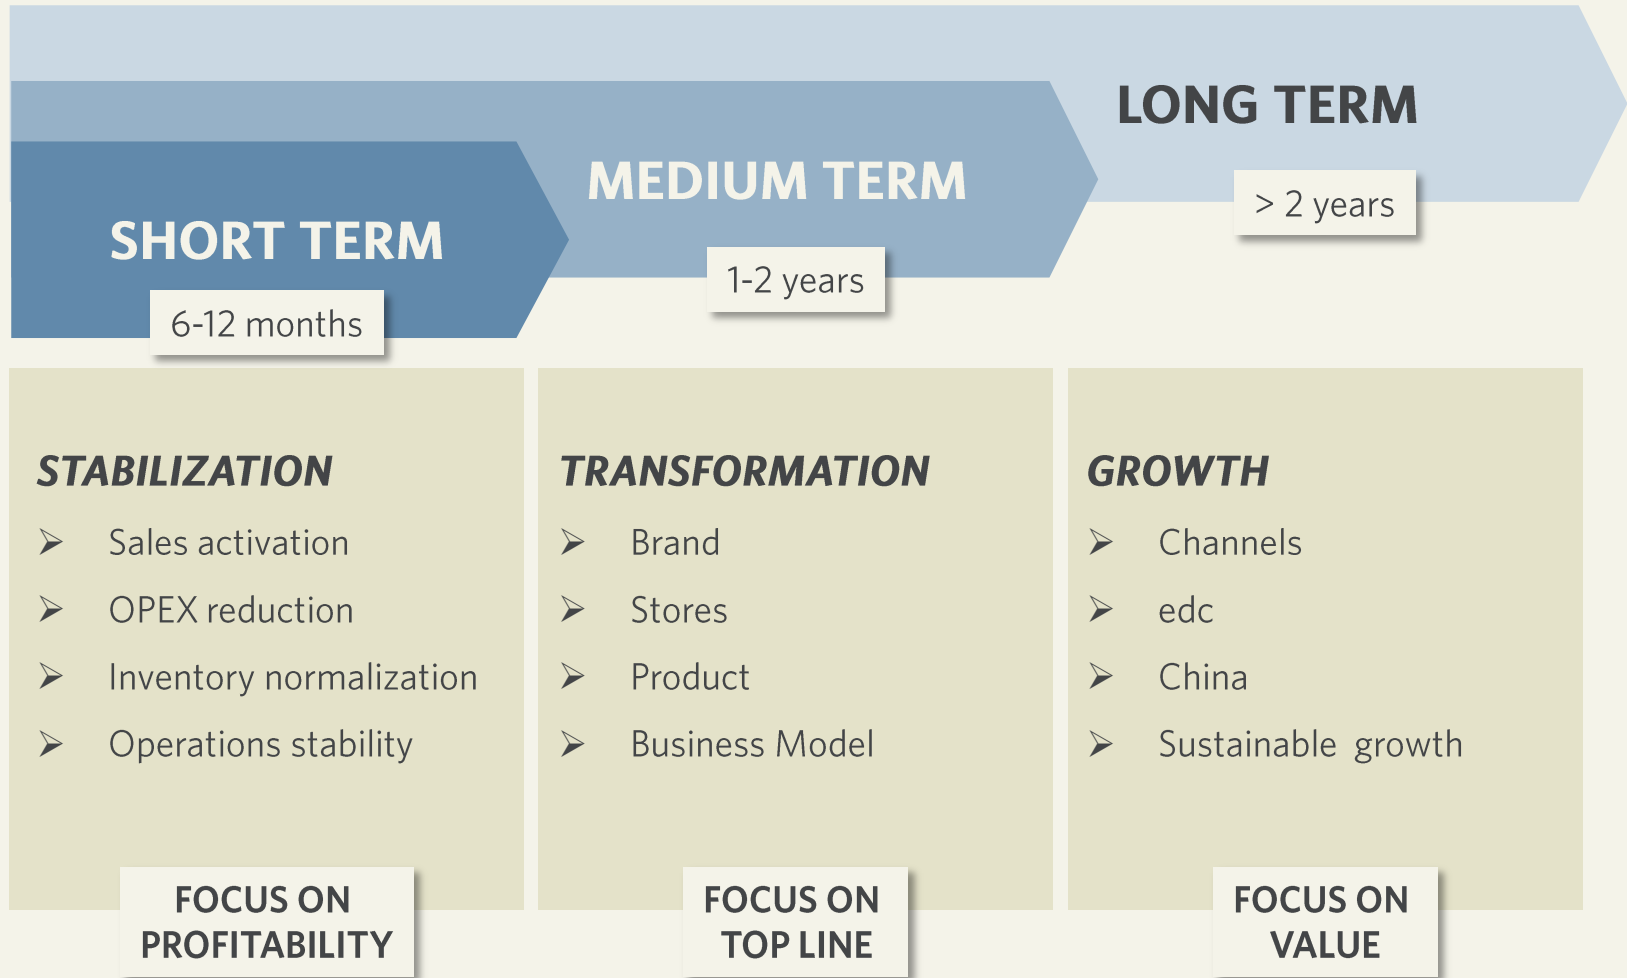 LONG TERM
> 2 years
MEDIUM TERM
1-2 years
SHORT TERM
6-12 months
STABILIZATION
Sales activation
OPEX reduction
Inventory normalization
Operations stability
FOCUS ON
PROFITABILITY
TRANSFORMATION
Brand
Stores
Product
Business Model
FOCUS ON
TOP LINE
GROWTH
Channels
edc
China
Sustainable growth
FOCUS ON
VALUE